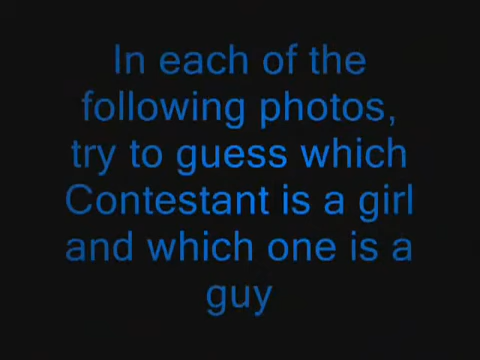 In each of the
following photos,
try to guess which
Contestant is a girl
and which one is a
guy